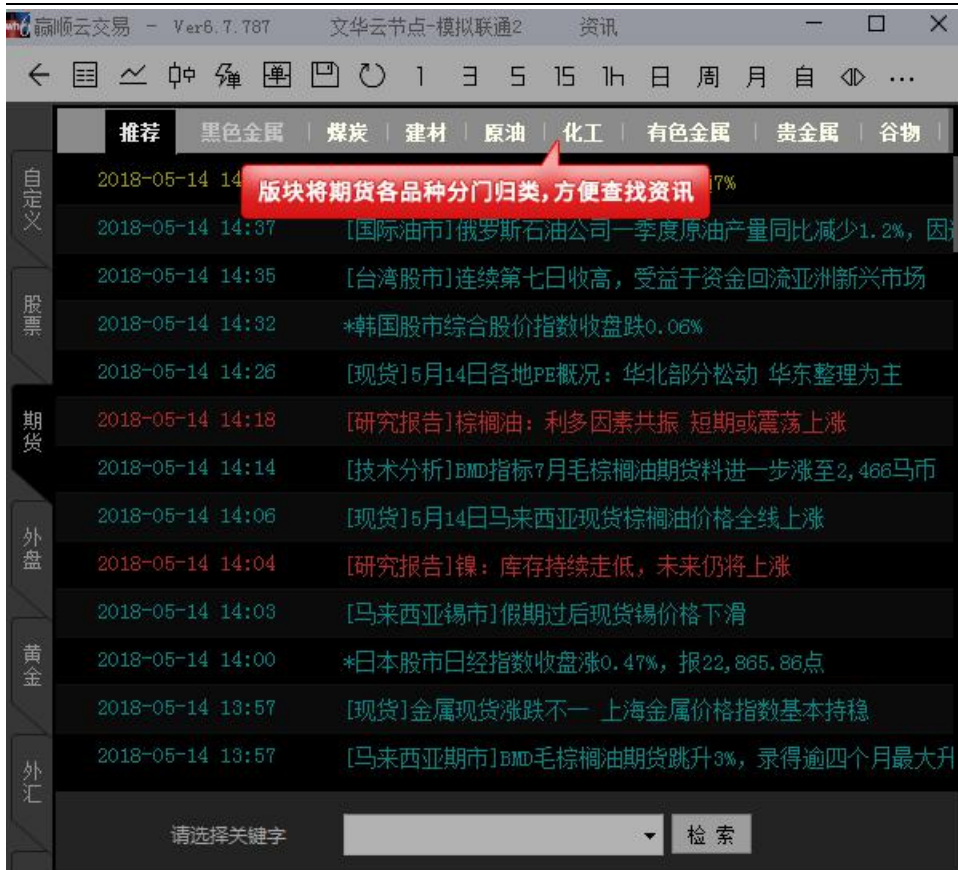 wh6 赢顺云交易 - Ver6.7.787 文华云节点-模拟联通2 资讯
弹 单 1 3 5 15 1h 日 周 月 自 ...
推荐 黑色金属 煤炭 建材 原油 化工 有色金属 贵金属 谷物
版块将期货各品种分门归类,方便查找资讯
自定义
股票
期货
外盘
黄金
外汇
2018-05-14 14 7%
2018-05-14 14:37 [国际油市]俄罗斯石油公司一季度原油产量同比减少1.2%, 因
2018-05-14 14:35 [台湾股市]连续第七日收高, 受益于资金回流亚洲新兴市场
2018-05-14 14:32 *韩国股市综合股价指数收盘跌0.06%
2018-05-14 14:26 [现货]5月14日各地PE概况: 华北部分松动 华东整理为主
2018-05-14 14:18 [研究报告]棕榈油: 利多因素共振 短期或震荡上涨
2018-05-14 14:14 [技术分析]BMD指标7月毛棕榈油期货料进一步涨至2,466马币
2018-05-14 14:06 [现货]5月14日马来西亚现货棕榈油价格全线上涨
2018-05-14 14:04 [研究报告]镍: 库存持续走低, 未来仍将上涨
2018-05-14 14:03 [马来西亚锡市]假期过后现货锡价格下滑
2018-05-14 14:00 *日本股市日经指数收盘涨0.47%, 报22,865.86点
2018-05-14 13:57 [现货]金属现货涨跌不一 上海金属价格指数基本持稳
2018-05-14 13:57 [马来西亚期市]BMD毛棕榈油期货跳升3%, 录得逾四个月最大升
请选择关键字 检索